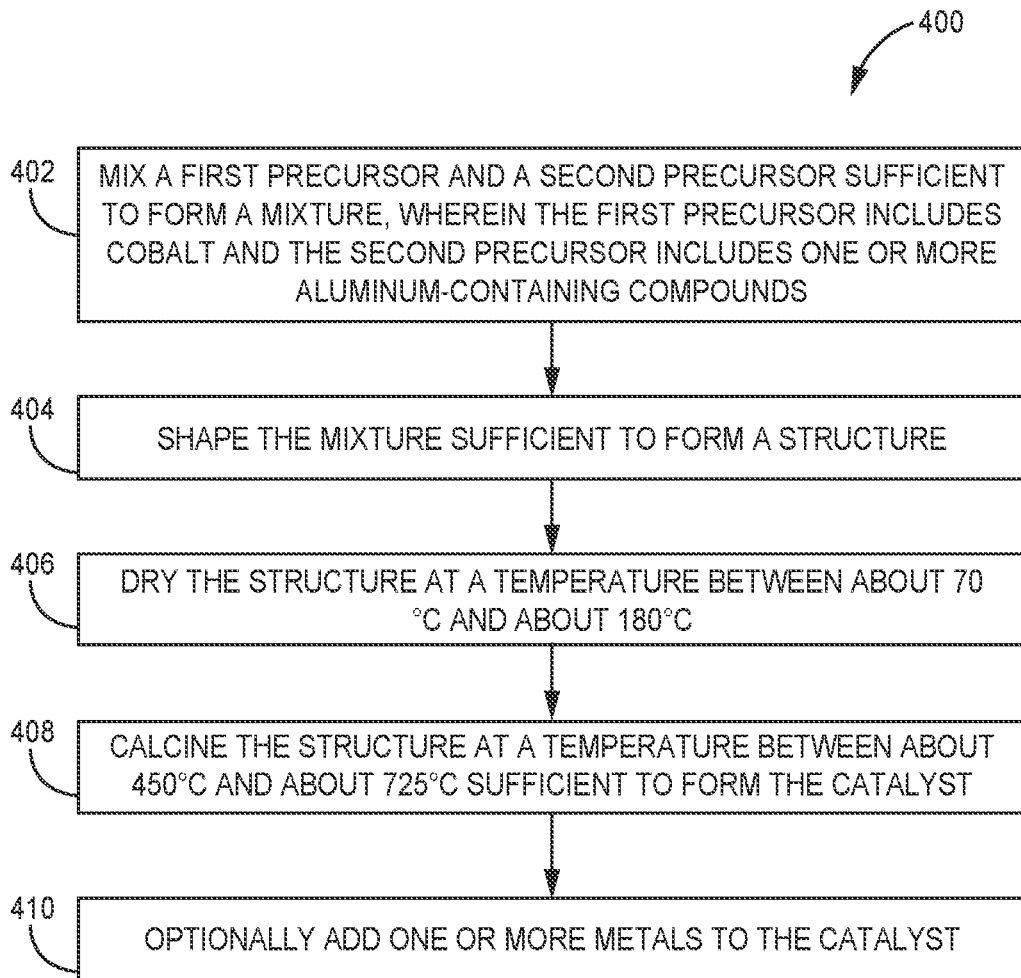 400
402
MIX A FIRST PRECURSOR AND A SECOND PRECURSOR SUFFICIENT
TO FORM A MIXTURE, WHEREIN THE FIRST PRECURSOR INCLUDES
COBALT AND THE SECOND PRECURSOR INCLUDES ONE OR MORE
ALUMINUM-CONTAINING COMPOUNDS
404
SHAPE THE MIXTURE SUFFICIENT TO FORM A STRUCTURE
406
DRY THE STRUCTURE AT A TEMPERATURE BETWEEN ABOUT 70
°C AND ABOUT 180°C
408
CALCINE THE STRUCTURE AT A TEMPERATURE BETWEEN ABOUT
450°C AND ABOUT 725°C SUFFICIENT TO FORM THE CATALYST
410
OPTIONALLY ADD ONE OR MORE METALS TO THE CATALYST